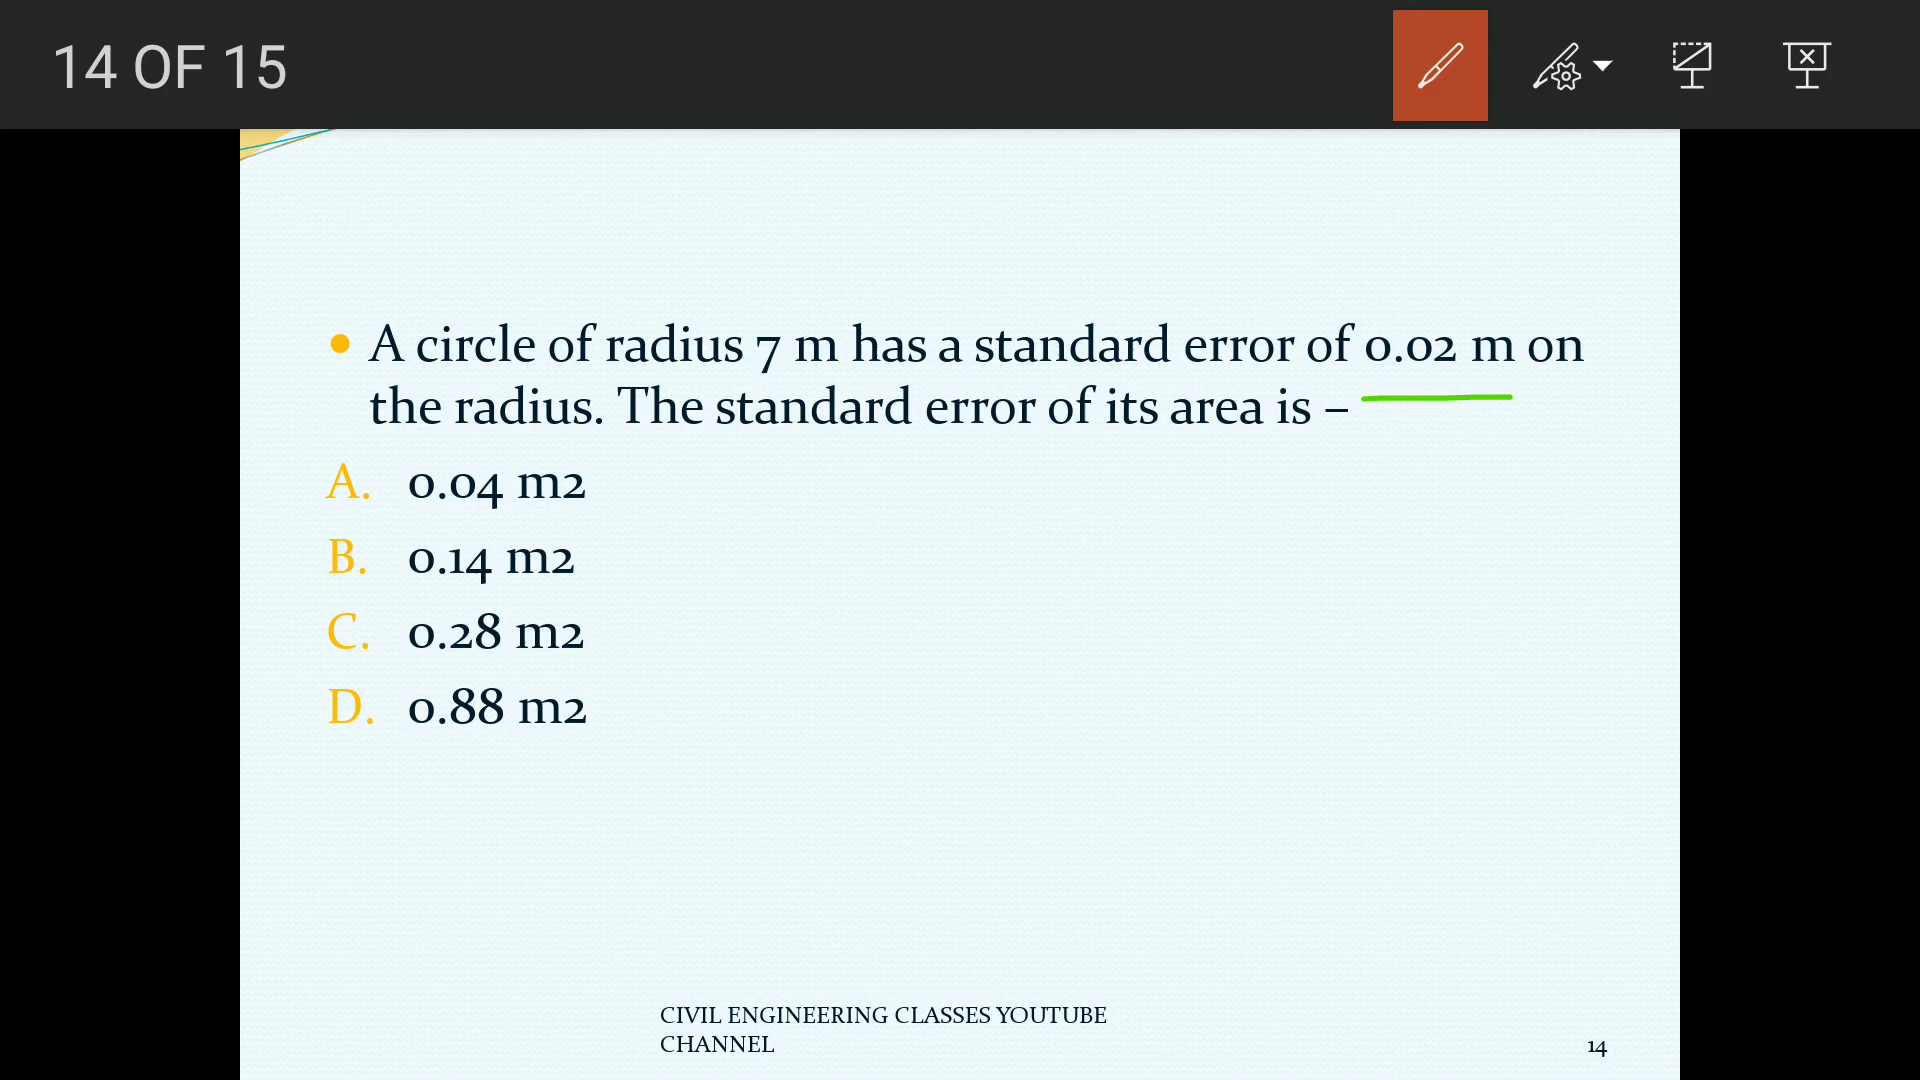 14 OF 15
• A circle of radius 7 m has a standard error of 0.02 m on
the radius. The standard error of its area is –
A. 0.04 m2
B. 0.14 m2
C. 0.28 m2
D. 0.88 m2
CIVIL ENGINEERING CLASSES YOUTUBE
CHANNEL
14